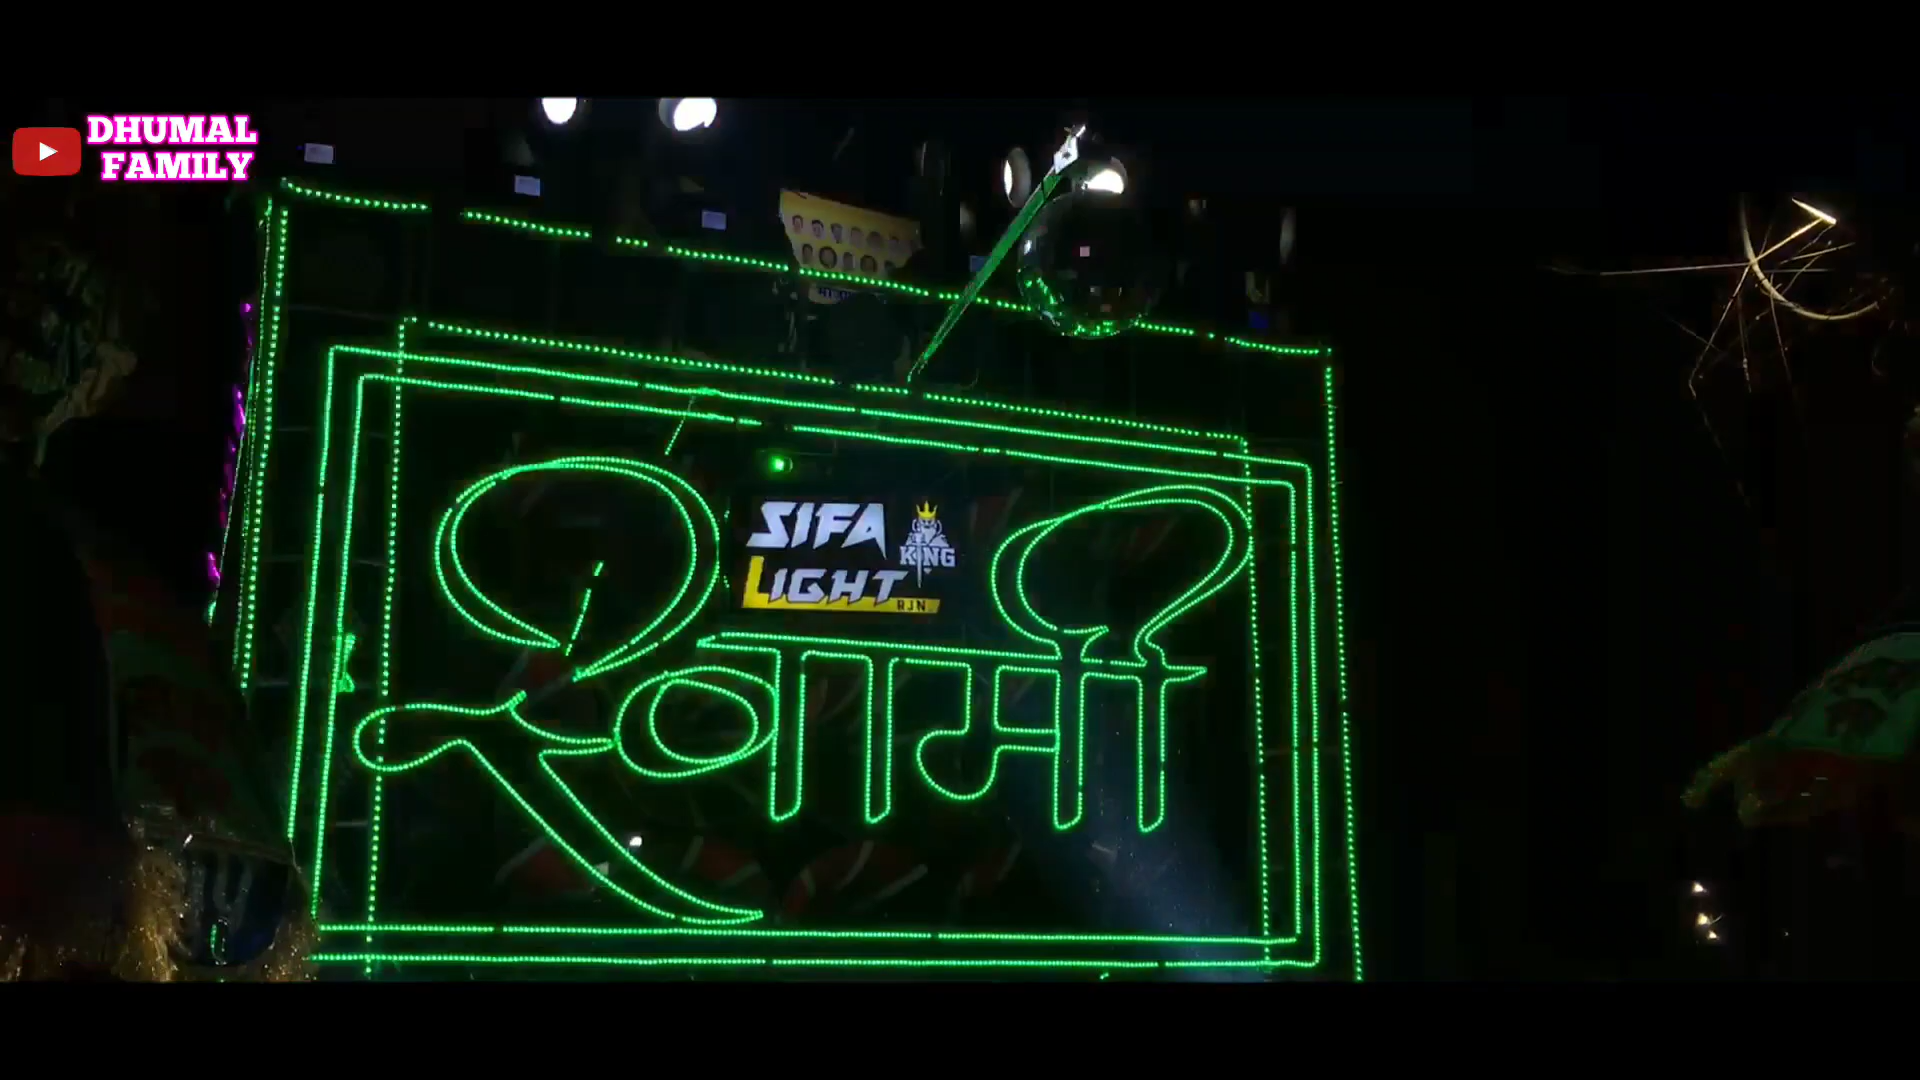 DHUMAL
FAMILY
SIFA
KING
LIGHT
RJN
स्वामी